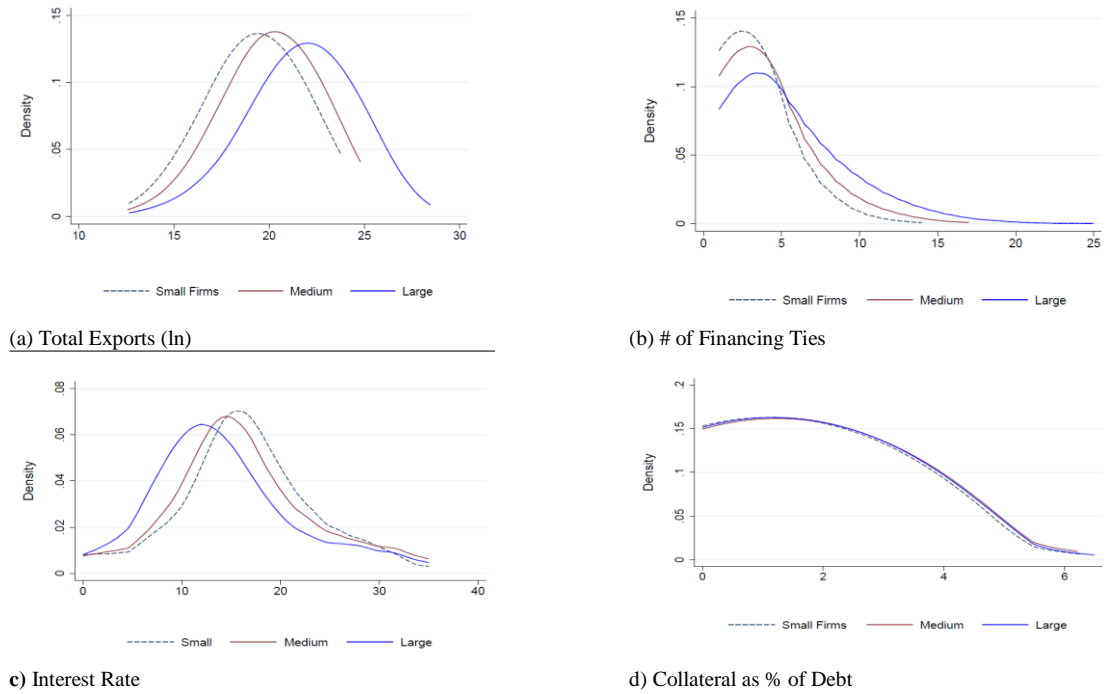 .15
.1
.05
0
Density
10 15 20 25 30
Small Firms Medium Large
(a) Total Exports (ln)
.15
.1
.05
0
Density
0 5 10 15 20 25
Small Firms Medium Large
(b) # of Financing Ties
.08
.06
.04
.02
0
Density
0 10 20 30 40
Small Medium Large
c) Interest Rate
.2
.15
.1
.05
0
Density
0 2 4 6
Small Firms Medium Large
d) Collateral as % of Debt